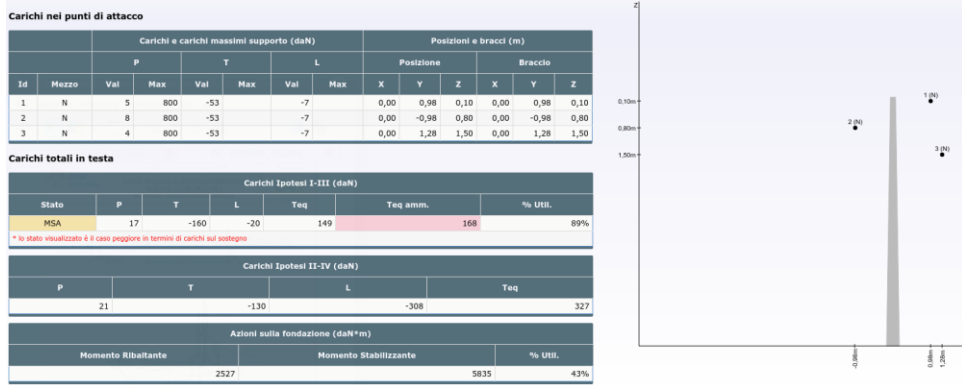 Carichi nei punti di attacco
Carichi e carichi massimi supporto (daN) Posizioni e bracci (m)
P T L Posizione Braccio
Id Mezzo Val Max Val Max Val Max X Y Z X Y Z
1 N 5 800 -53 -7 0,00 0,98 0,10 0,00 0,98 0,10
2 N 8 800 -53 -7 0,00 -0,98 0,80 0,00 -0,98 0,80
3 N 4 800 -53 -7 0,00 1,28 1,50 0,00 1,28 1,50
Carichi totali in testa
Carichi Ipotesi I-III (daN)
Stato P T L Teq Teq amm. % Util.
MSA 17 -160 -20 149 168 89%
* lo stato visualizzato è il caso peggiore in termini di carichi sul sostegno
Carichi Ipotesi II-IV (daN)
P T L Teq
21 -130 -308 327
Azioni sulla fondazione (daN*m)
Momento Ribaltante Momento Stabilizzante % Util.
2527 5835 43%
Z
0,10m
0,80m
1,50m
1 (N)
2 (N)
3 (N)
-0,98m
0,98m
1,28m